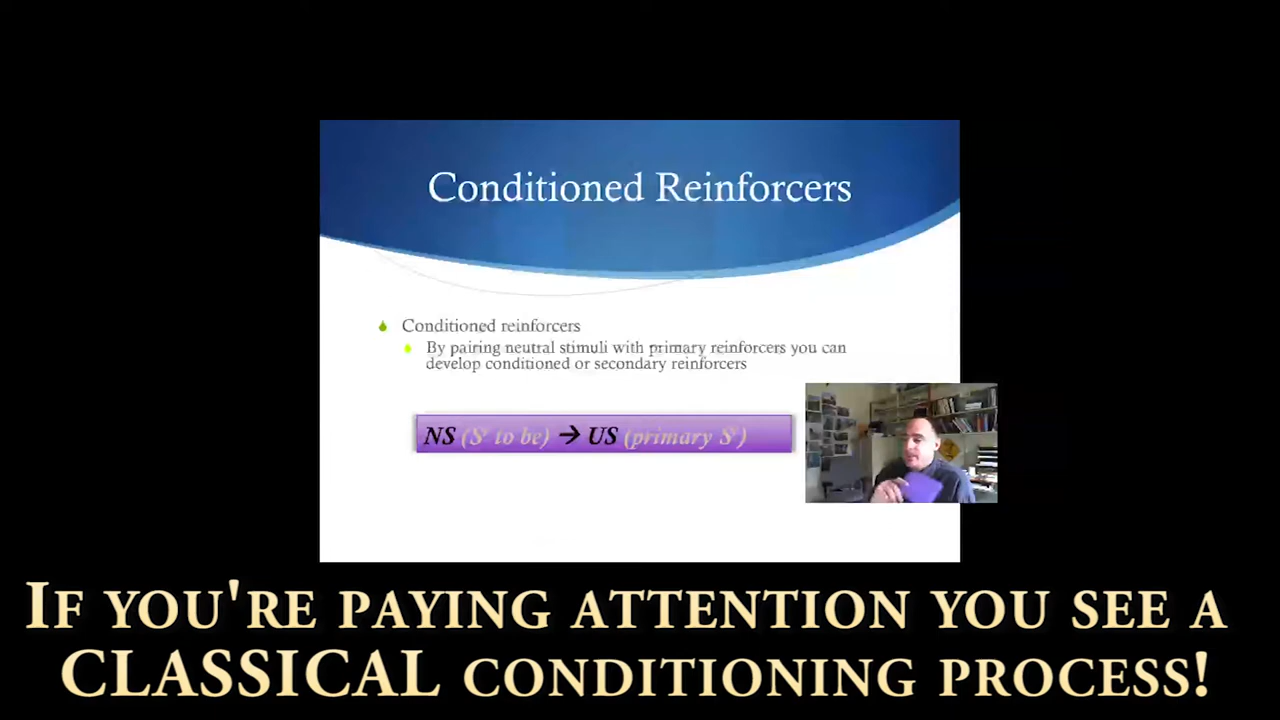 Conditioned Reinforcers
Conditioned reinforcers
By pairing neutral stimuli with primary reinforcers you can
develop conditioned or secondary reinforcers
NS (Sʳ to be) → US (primary Sʳ)
IF YOU'RE PAYING ATTENTION YOU SEE A
CLASSICAL CONDITIONING PROCESS!